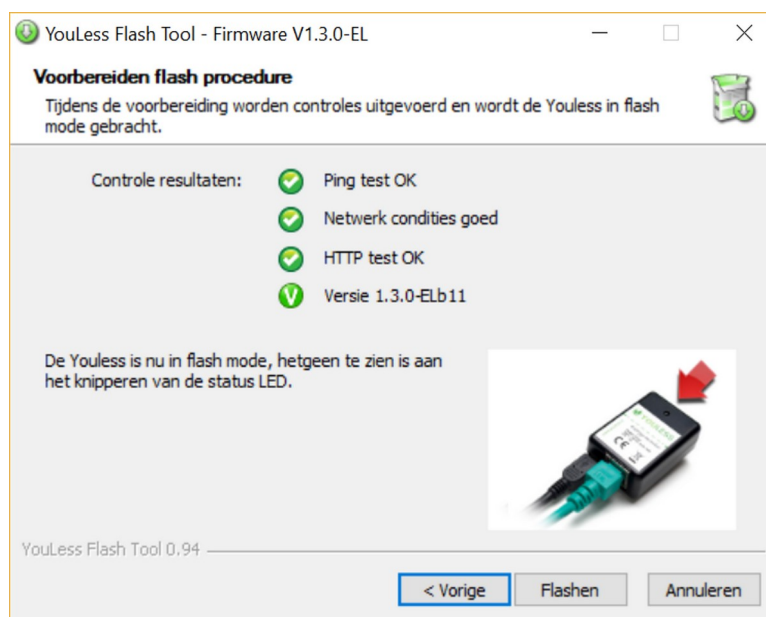 YouLess Flash Tool - Firmware V1.3.0-EL
Voorbereiden flash procedure
Tijdens de voorbereiding worden controles uitgevoerd en wordt de Youless in flash
mode gebracht.
Controle resultaten:
Ping test OK
Netwerk condities goed
HTTP test OK
V
Versie 1.3.0-ELb11
De Youless is nu in flash mode, hetgeen te zien is aan
het knipperen van de status LED.
YOULESS
CE
YouLess Flash Tool 0.94
< Vorige
Flashen
Annuleren